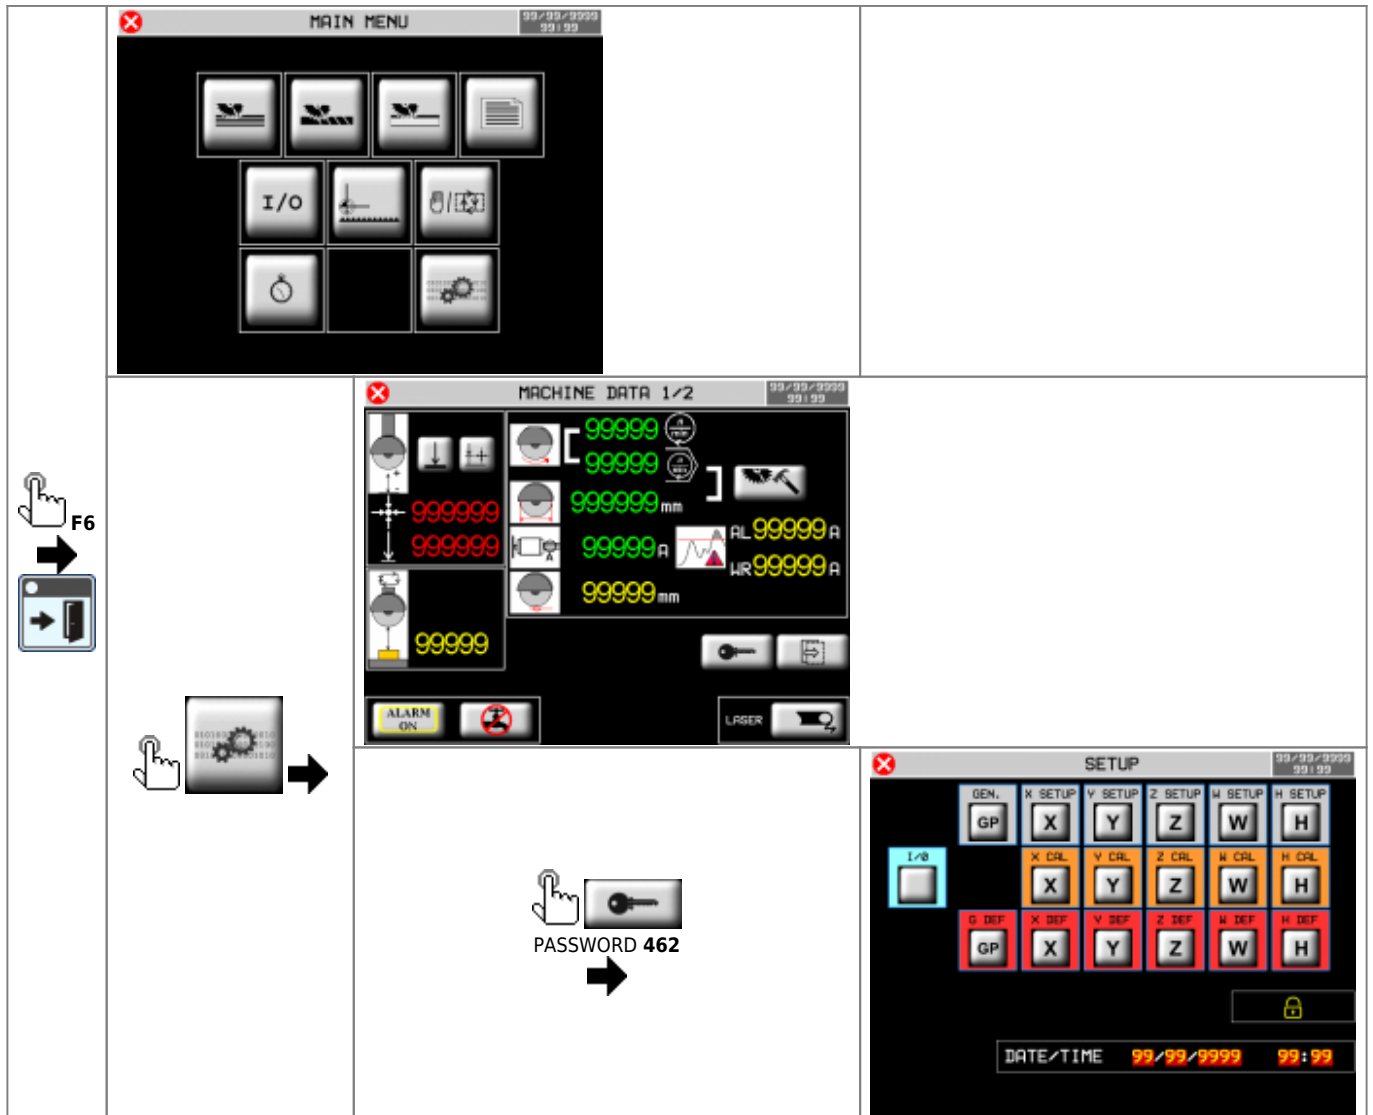 MAIN MENU
99/99/9999
99:99
I/O
F6
MACHINE DATA 1/2
99/99/9999
99:99
99999
99999
999999mm
999999
999999
99999A
AL99999A
WR99999A
99999mm
99999
ALARM
ON
LASER
PASSWORD 462
SETUP
99/99/9999
99:99
GEN. X SETUP Y SETUP Z SETUP W SETUP H SETUP
GP X Y Z W H
I/O X CAL Y CAL Z CAL W CAL H CAL
X Y Z W H
G DEF X DEF Y DEF Z DEF W DEF H DEF
GP X Y Z W H
DATE/TIME 99/99/9999 99:99